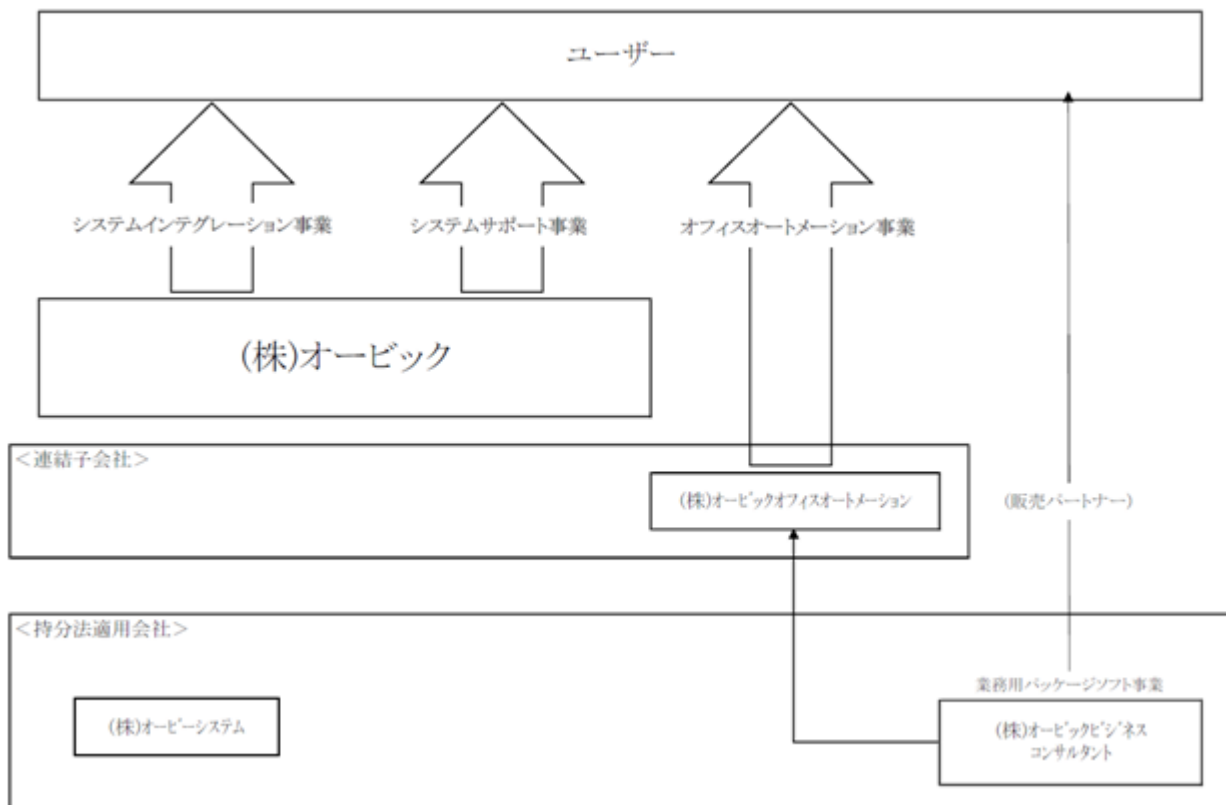 ユーザー
システムインテグレーション事業
システムサポート事業
オフィスオートメーション事業
(株)オービック
＜連結子会社＞
(株)オービックオフィスオートメーション
(販売パートナー)
＜持分法適用会社＞
業務用パッケージソフト事業
(株)オービーシステム
(株)オービックビジネス
コンサルタント